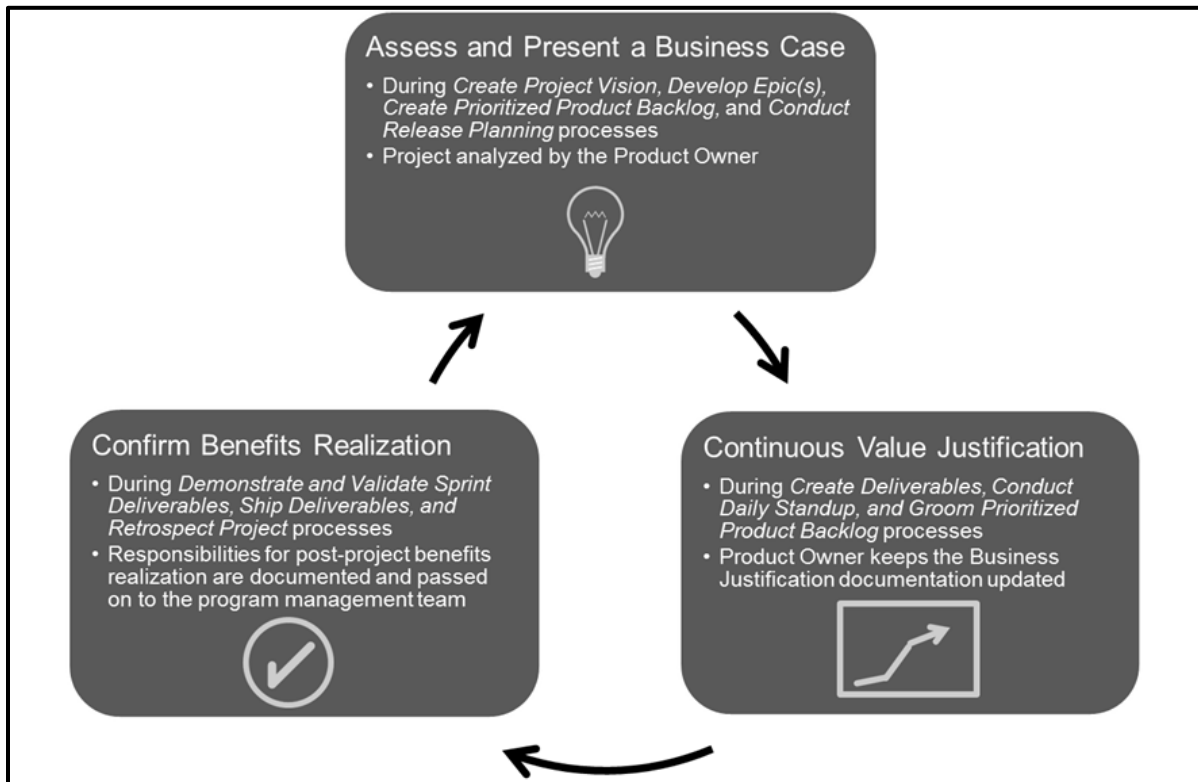 Assess and Present a Business Case
• During Create Project Vision, Develop Epic(s),
Create Prioritized Product Backlog, and Conduct
Release Planning processes
• Project analyzed by the Product Owner
Confirm Benefits Realization
• During Demonstrate and Validate Sprint
Deliverables, Ship Deliverables, and
Retrospect Project processes
• Responsibilities for post-project benefits
realization are documented and passed
on to the program management team
Continuous Value Justification
• During Create Deliverables, Conduct
Daily Standup, and Groom Prioritized
Product Backlog processes
• Product Owner keeps the Business
Justification documentation updated